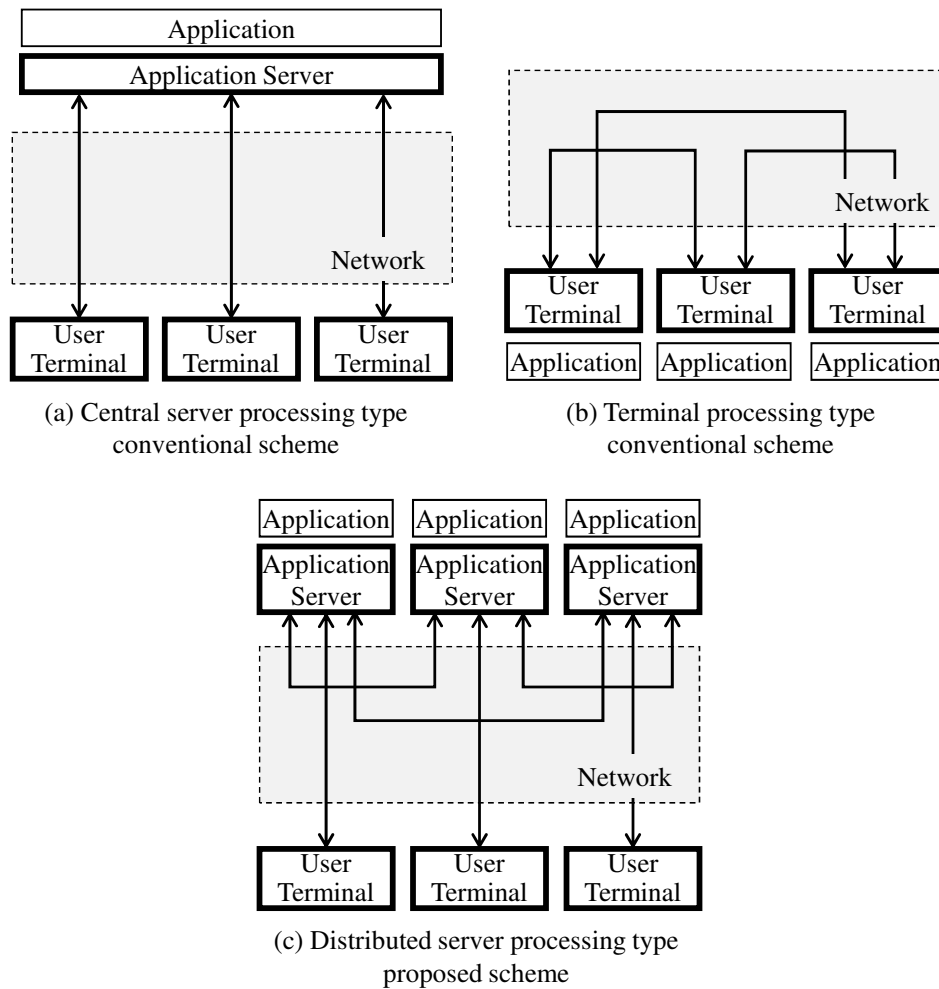 Application
Application Server
Network
User Terminal
User Terminal
User Terminal
(a) Central server processing type
conventional scheme
Network
User Terminal
User Terminal
User Terminal
Application
Application
Application
(b) Terminal processing type
conventional scheme
Application
Application
Application
Application Server
Application Server
Application Server
Network
User Terminal
User Terminal
User Terminal
(c) Distributed server processing type
proposed scheme